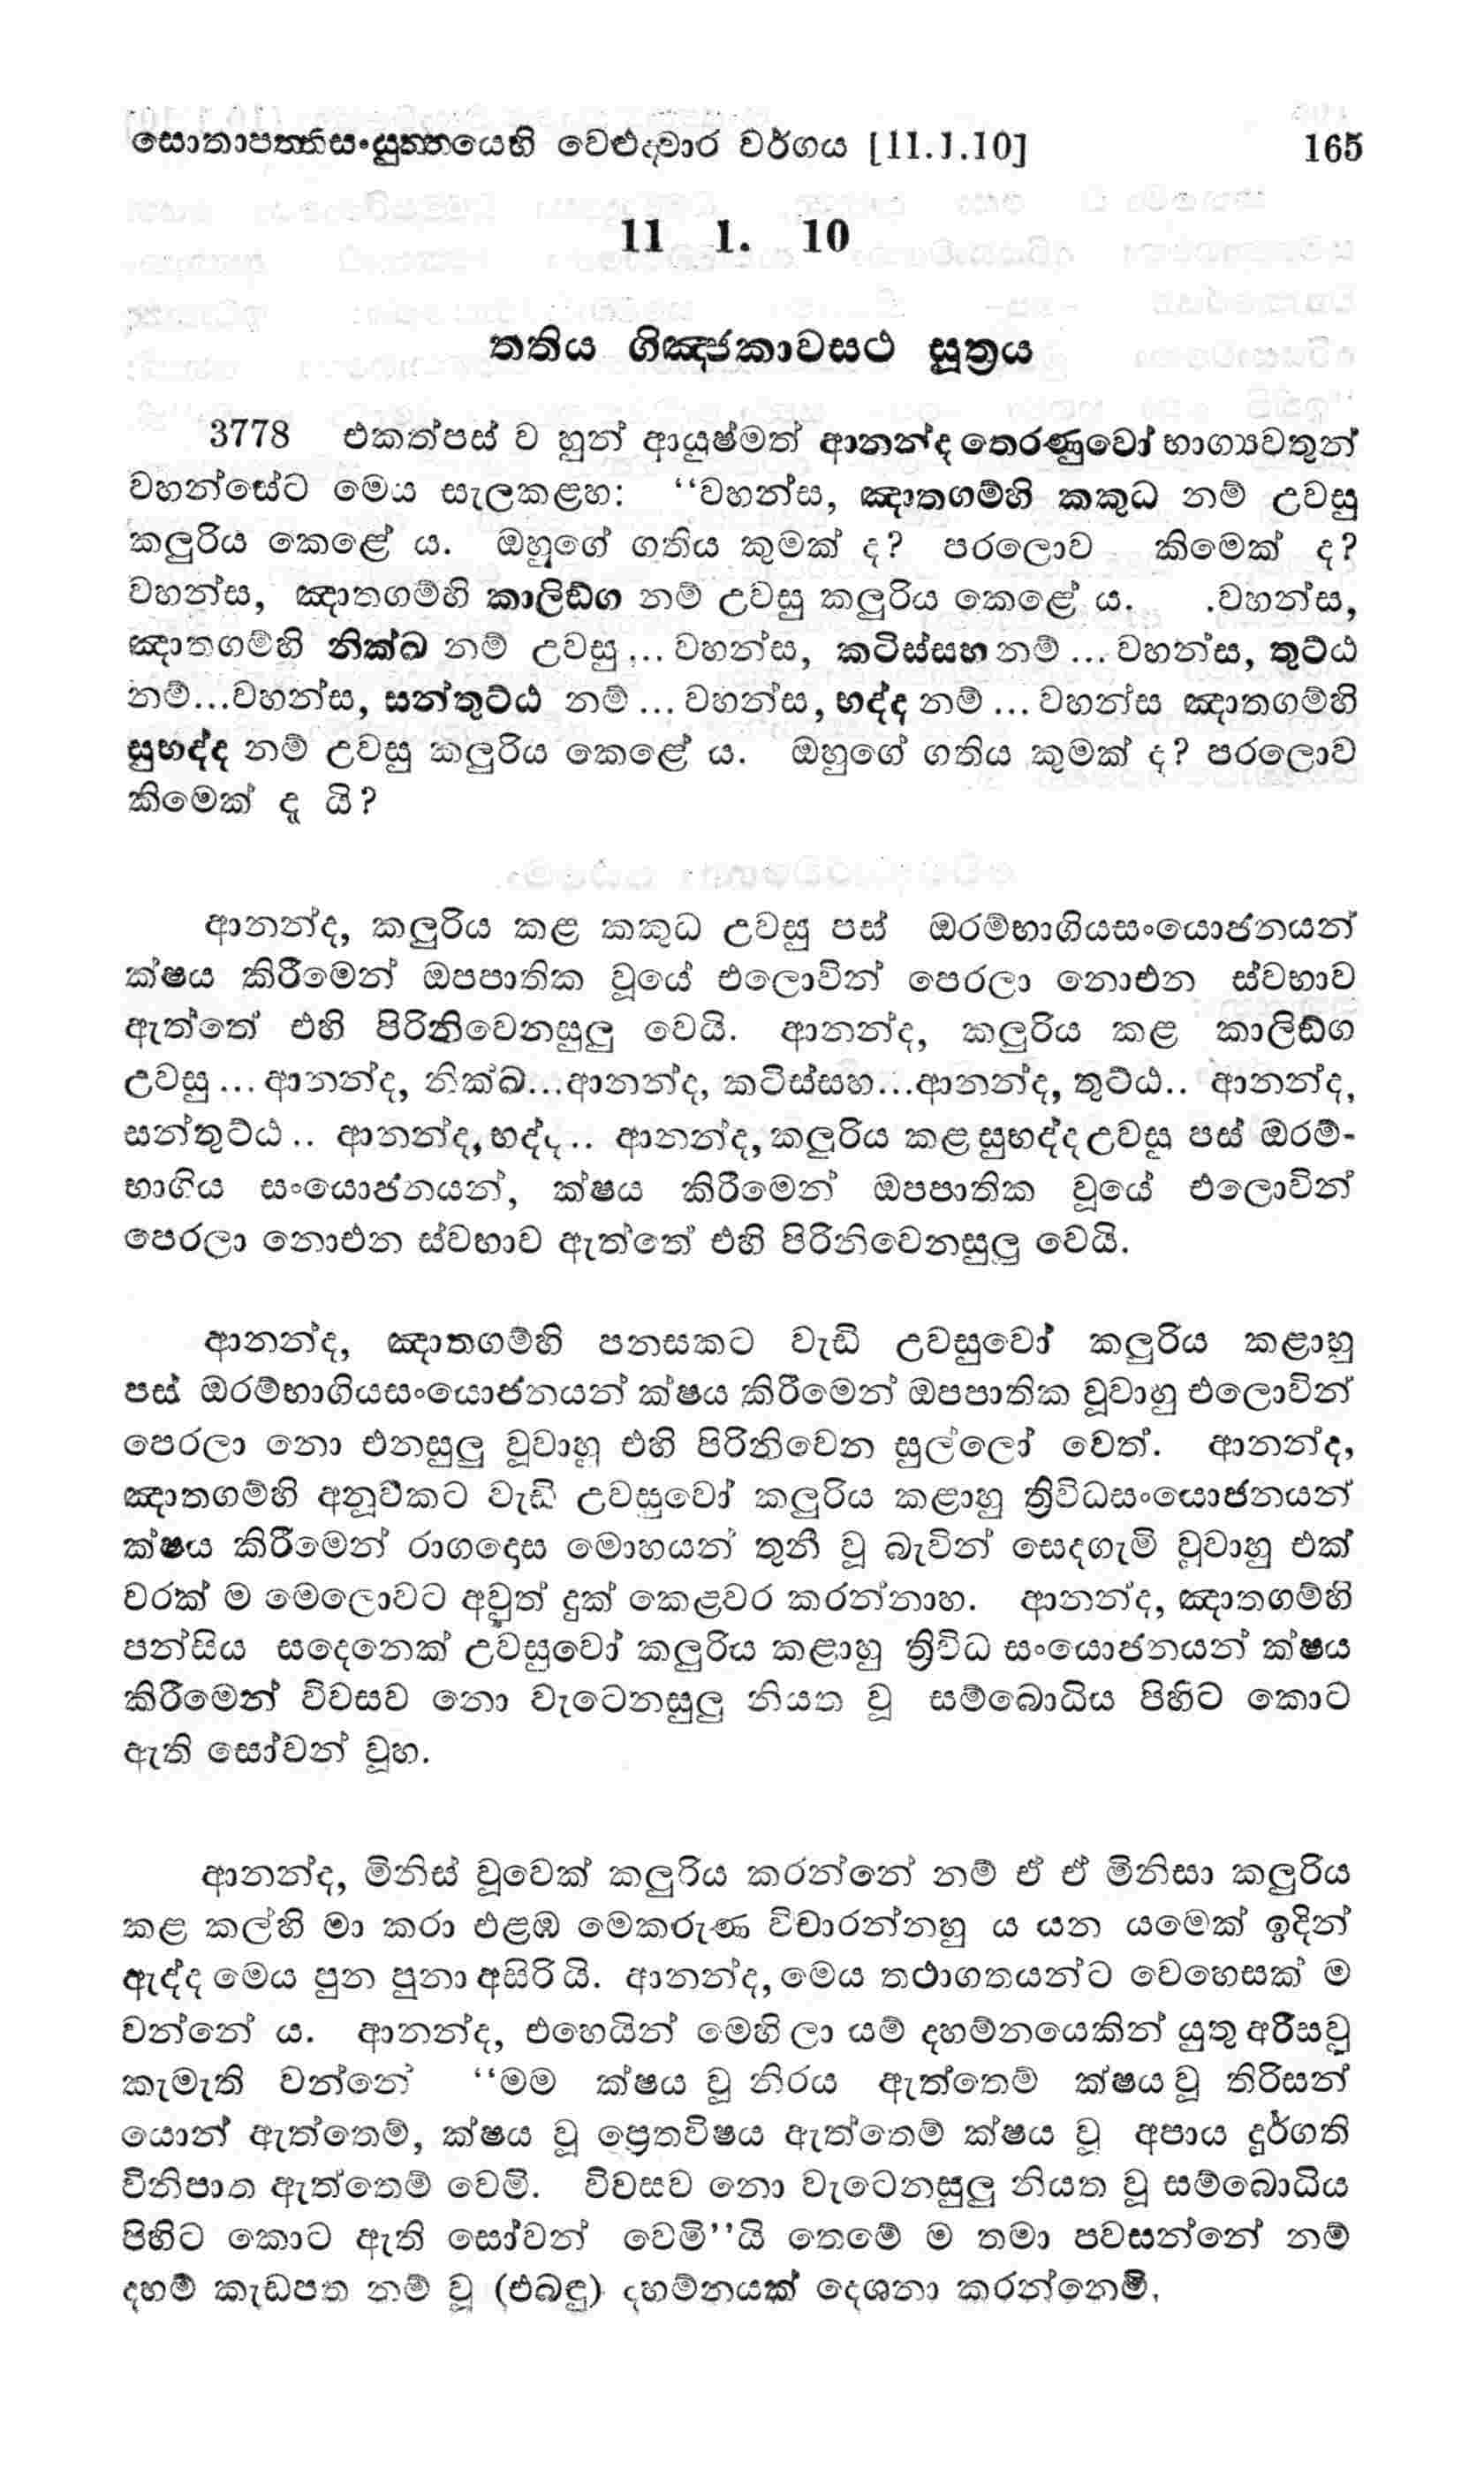 සොතාපත්තිසංයුත්තයෙහි වෙළුද්වාර වර්ගය [11.1.10] 165
11 1. 10
තතිය ගිඤ්ජකාවසථ සූත්‍රය
3778 එකත්පස් ව හුන් ආයුෂ්මත් ආනන්ද තෙරණුවෝ භාග්‍යවතුන්
වහන්සේට මෙය සැලකළහ: “වහන්ස, ඤාතගම්හි කකුධ නම් උවසු
කලුරිය කෙළේ ය. ඔහුගේ ගතිය කුමක් ද? පරලොව කිමෙක් ද?
වහන්ස, ඤාතගම්හි කාලිඞ්ග නම් උවසු කලුරිය කෙළේ ය. .වහන්ස,
ඤාතගම්හි නික්ඛ නම් උවසු... වහන්ස, කටිස්සහ නම් ... වහන්ස, තුට්ඨ
නම්...වහන්ස, සන්තුට්ඨ නම් ... වහන්ස, භද්ද නම් ... වහන්ස ඤාතගම්හි
සුභද්ද නම් උවසු කලුරිය කෙළේ ය. ඔහුගේ ගතිය කුමක් ද? පරලොව
කිමෙක් ද යි?
ආනන්ද, කලුරිය කළ කකුධ උවසු පස් ඔරම්භාගියසංයොජනයන්
ක්ෂය කිරීමෙන් ඔපපාතික වූයේ එලොවින් පෙරලා නොඑන ස්වභාව
ඇත්තේ එහි පිරිනිවෙනසුලු වෙයි. ආනන්ද, කලුරිය කළ කාලිඞ්ග
උවසු ... ආනන්ද, නික්ඛ...ආනන්ද, කටිස්සහ...ආනන්ද, තුට්ඨ.. ආනන්ද,
සන්තුට්ඨ.. ආනන්ද, භද්ද.. ආනන්ද, කලුරිය කළ සුභද්ද උවසු පස් ඔරම්-
භාගිය සංයොජනයන්, ක්ෂය කිරීමෙන් ඔපපාතික වූයේ එලොවින්
පෙරලා නොඑන ස්වභාව ඇත්තේ එහි පිරිනිවෙනසුලු වෙයි.
ආනන්ද, ඤාතගම්හි පනසකට වැඩි උවසුවෝ කලුරිය කළාහු
පස් ඔරම්භාගියසංයොජනයන් ක්ෂය කිරීමෙන් ඔපපාතික වූවාහු එලොවින්
පෙරලා නො එනසුලු වූවාහු එහි පිරිනිවෙන සුල්ලෝ වෙත්. ආනන්ද,
ඤාතගම්හි අනූවකට වැඩි උවසුවෝ කලුරිය කළාහු ත්‍රිවිධසංයොජනයන්
ක්ෂය කිරීමෙන් රාගදොස මොහයන් තුනී වූ බැවින් සෙදගැමි වූවාහු එක්
වරක් ම මෙලොවට අවුත් දුක් කෙළවර කරන්නාහ. ආනන්ද, ඤාතගම්හි
පන්සිය සදෙනෙක් උවසුවෝ කලුරිය කළාහු ත්‍රිවිධ සංයොජනයන් ක්ෂය
කිරීමෙන් විවසව නො වැටෙනසුලු නියත වූ සම්බොධිය පිහිට කොට
ඇති සෝවන් වූහ.
ආනන්ද, මිනිස් වූවෙක් කලුරිය කරන්නේ නම් ඒ ඒ මිනිසා කලුරිය
කළ කල්හි මා කරා එළඹ මෙකරුණ විචාරන්නහු ය යන යමෙක් ඉදින්
ඇද්ද මෙය පුන පුනා අසිරි යි. ආනන්ද, මෙය තථාගතයන්ට වෙහෙසක් ම
වන්නේ ය. ආනන්ද, එහෙයින් මෙහි ලා යම් දහම්නයෙකින් යුතු අරීසවු
කැමැති වන්නේ “මම ක්ෂය වූ නිරය ඇත්තෙම් ක්ෂය වූ තිරිසන්
යොන් ඇත්තෙම්, ක්ෂය වූ ප්‍රෙතවිෂය ඇත්තෙම් ක්ෂය වූ අපාය දුර්ගති
විනිපාත ඇත්තෙම් වෙමි. විවසව නො වැටෙනසුලු නියත වූ සම්බොධිය
පිහිට කොට ඇති සෝවන් වෙමි”යි තෙමේ ම තමා පවසන්නේ නම්
දහම් කැඩපත නම් වූ (එබඳු) දහම්නයක් දෙශනා කරන්නෙමි.